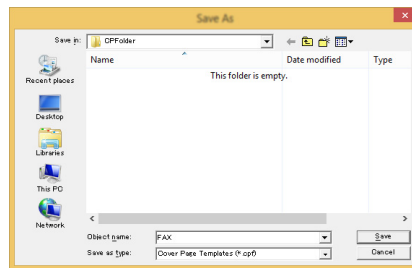 Save As
Save in: CPFolder
Name Date modified Type
This folder is empty.
Recent places
Desktop
Libraries
This PC
Network
Object name: FAX Save
Save as type: Cover Page Templates (*.cpf) Cancel